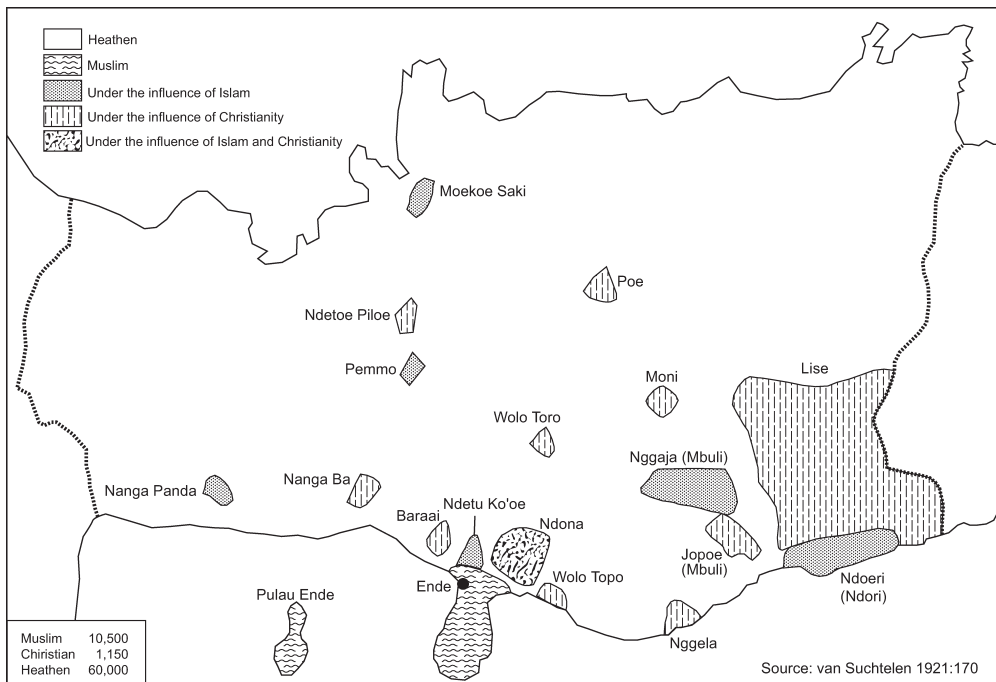 Heathen
Muslim
Under the influence of Islam
Under the influence of Christianity
Under the influence of Islam and Christianity
Moekoe Saki
Poe
Ndetoe Piloe
Pemmo
Lise
Moni
Wolo Toro
Nggaja (Mbuli)
Nanga Panda
Nanga Ba
Ndetu Ko'oe
Baraai
Ndona
Jopoe
(Mbuli)
Ende
Wolo Topo
Ndoeri
(Ndori)
Pulau Ende
Nggela
Muslim 10,500
Chiristian 1,150
Heathen 60,000
Source: van Suchtelen 1921:170